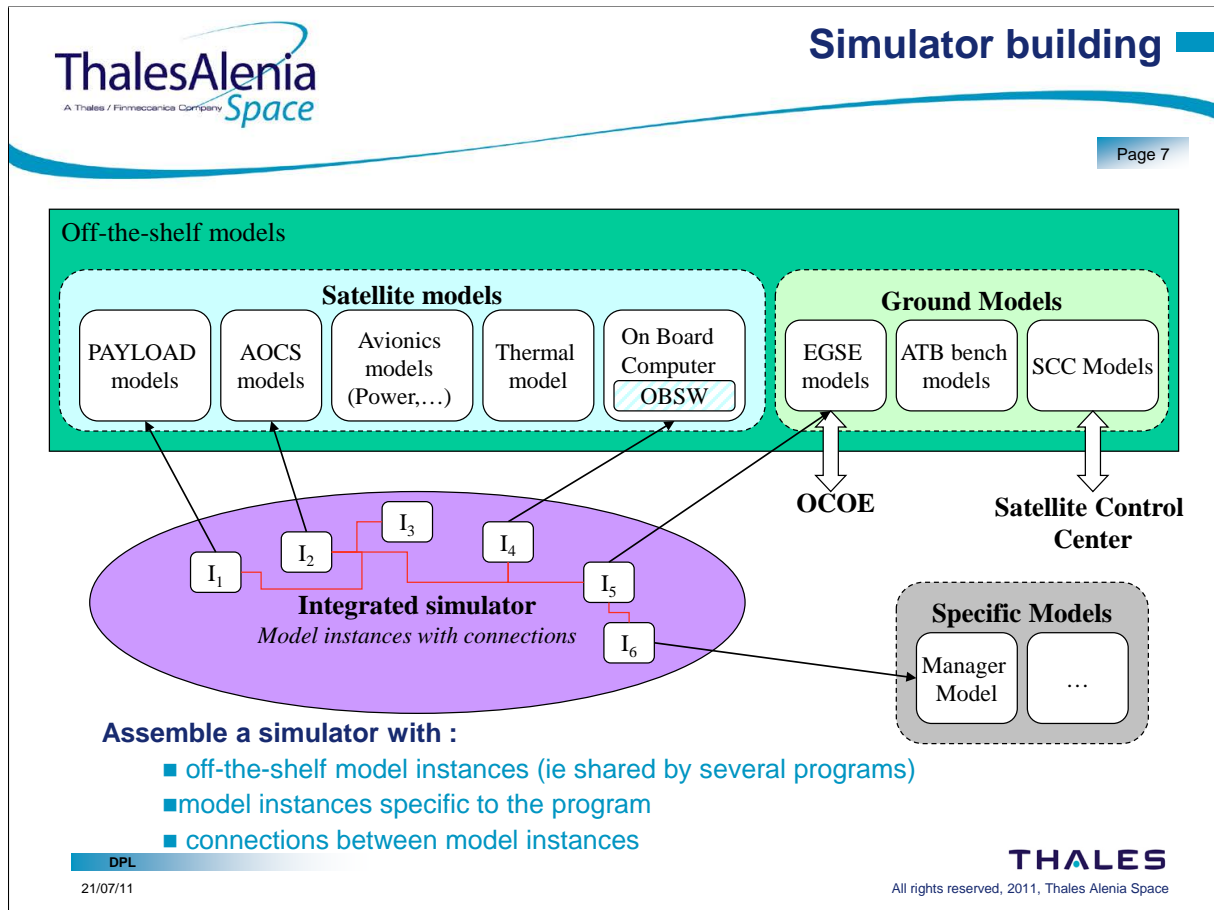 ThalesAlenia
A Thales / Finmeccanica Company
Space
Simulator building
Page 7
Off-the-shelf models
Satellite models
PAYLOAD
models
AOCS
models
Avionics
models
(Power,…)
Thermal
model
On Board
Computer
OBSW
Ground Models
EGSE
models
ATB bench
models
SCC Models
OCOE
Satellite Control
Center
I1
I2
I3
I4
I5
I6
Integrated simulator
Model instances with connections
Specific Models
Manager
Model
…
Assemble a simulator with :
■ off-the-shelf model instances (ie shared by several programs)
■model instances specific to the program
■ connections between model instances
DPL
21/07/11
THALES
All rights reserved, 2011, Thales Alenia Space